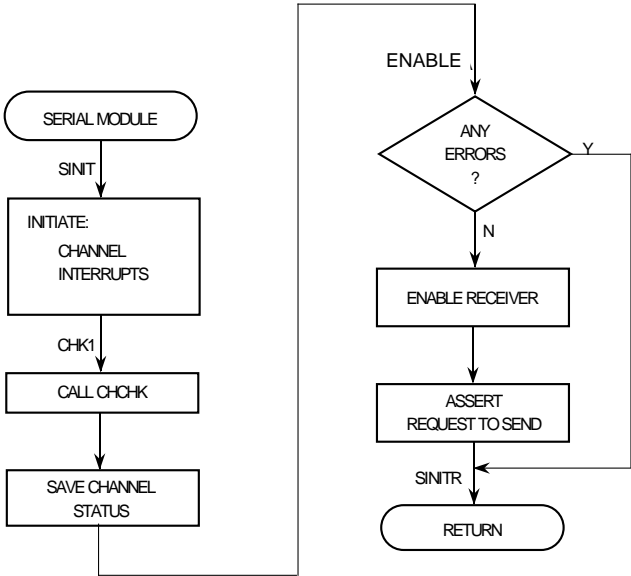 SERIAL MODULE
SINIT
INITIATE:
CHANNEL
INTERRUPTS
CHK1
CALL CHCHK
SAVE CHANNEL
STATUS
ENABLE
ANY
ERRORS
?
Y
N
ENABLE RECEIVER
ASSERT
REQUEST TO SEND
SINITR
RETURN